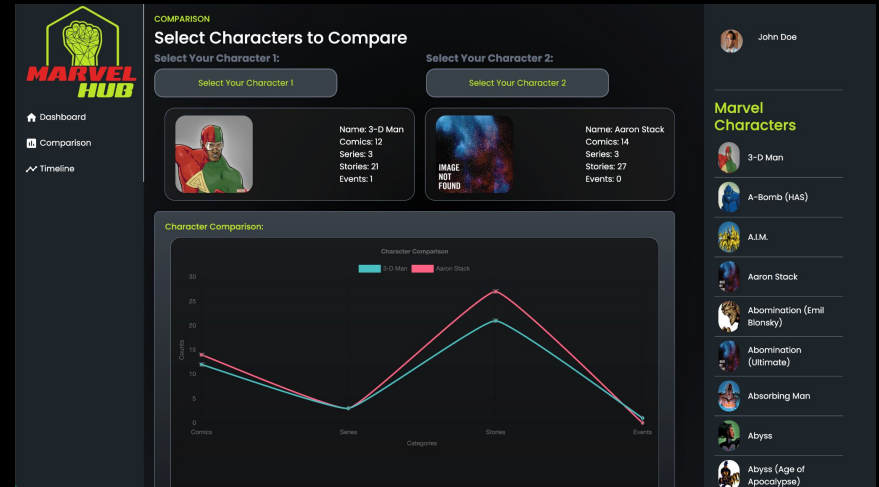 MARVEL
HUB
Dashboard
Comparison
Timeline
COMPARISON
Select Characters to Compare
Select Your Character 1:
Select Your Character 2:
Select Your Character 1
Select Your Character 2
Name: 3-D Man
Comics: 12
Series: 3
Stories: 21
Events: 1
IMAGE
NOT
FOUND
Name: Aaron Stack
Comics: 14
Series: 3
Stories: 27
Events: 0
Character Comparison:
Character Comparison
3-D Man
Aaron Stack
30
25
20
15
10
5
0
Counts
Comics
Series
Stories
Events
Categories
John Doe
Marvel
Characters
3-D Man
A-Bomb (HAS)
A.I.M.
Aaron Stack
Abomination (Emil
Blonsky)
Abomination
(Ultimate)
Absorbing Man
Abyss
Abyss (Age of
Apocalypse)